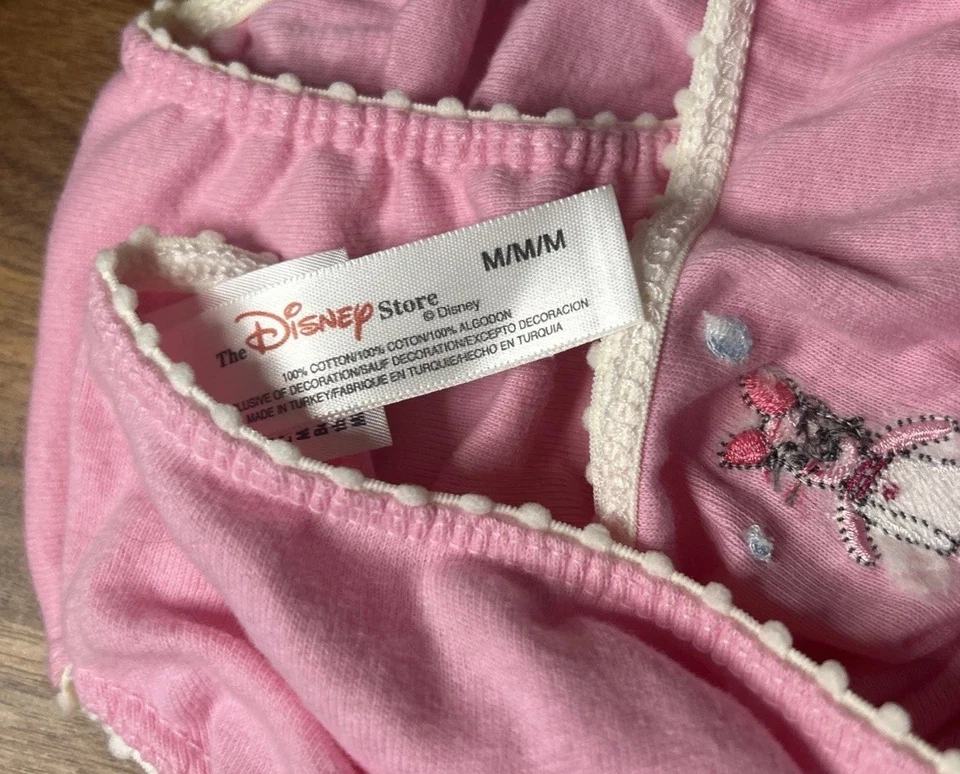 M/M/M
The Disney Store
© Disney
100% COTTON/100% COTON/100% ALGODON
LUSIVE OF DECORATION/SAUF DECORATION/EXCEPTO DECORACION
MADE IN TURKEY/FABRIQUE EN TURQUIE/HECHO EN TURQUIA